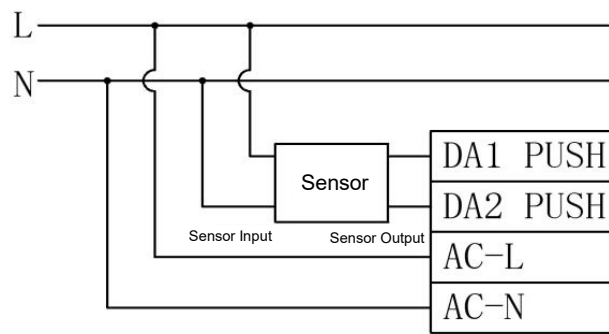 L
N
DA1 PUSH
Sensor
DA2 PUSH
Sensor Input
Sensor Output
AC-L
AC-N